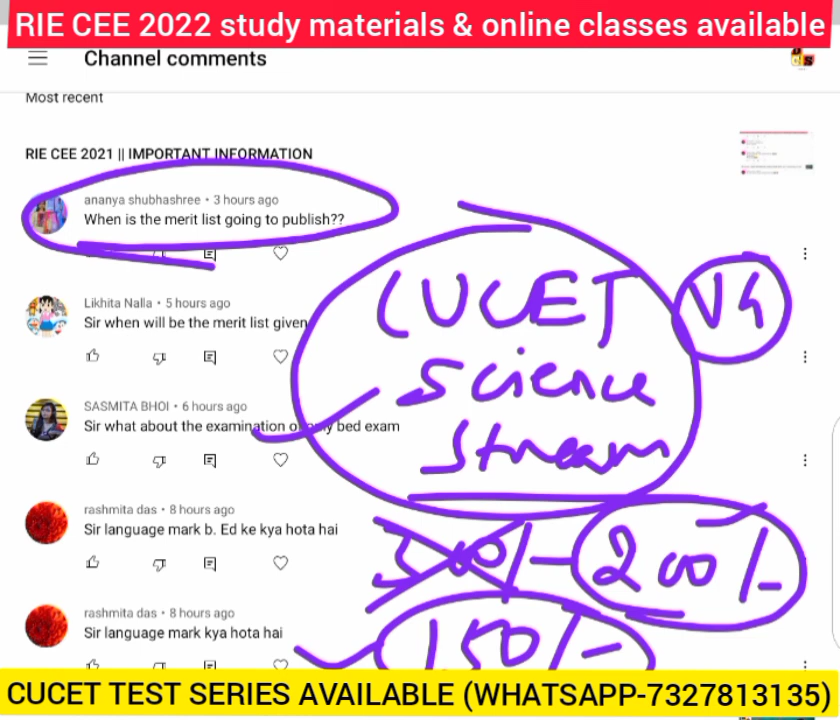 RIE CEE 2022 study materials & online classes available
Channel comments
Most recent
RIE CEE 2021 || IMPORTANT INFORMATION
ananya shubhashree • 3 hours ago
When is the merit list going to publish??
Likhita Nalla • 5 hours ago
Sir when will be the merit list given
CUCET
Science
Stream
SASMITA BHOI • 6 hours ago
Sir what about the examination of bed exam
rashmita das • 8 hours ago
Sir language mark b. Ed ke kya hota hai
300/- 200/-
rashmita das • 8 hours ago
Sir language mark kya hota hai
150/-
CUCET TEST SERIES AVAILABLE (WHATSAPP-7327813135)